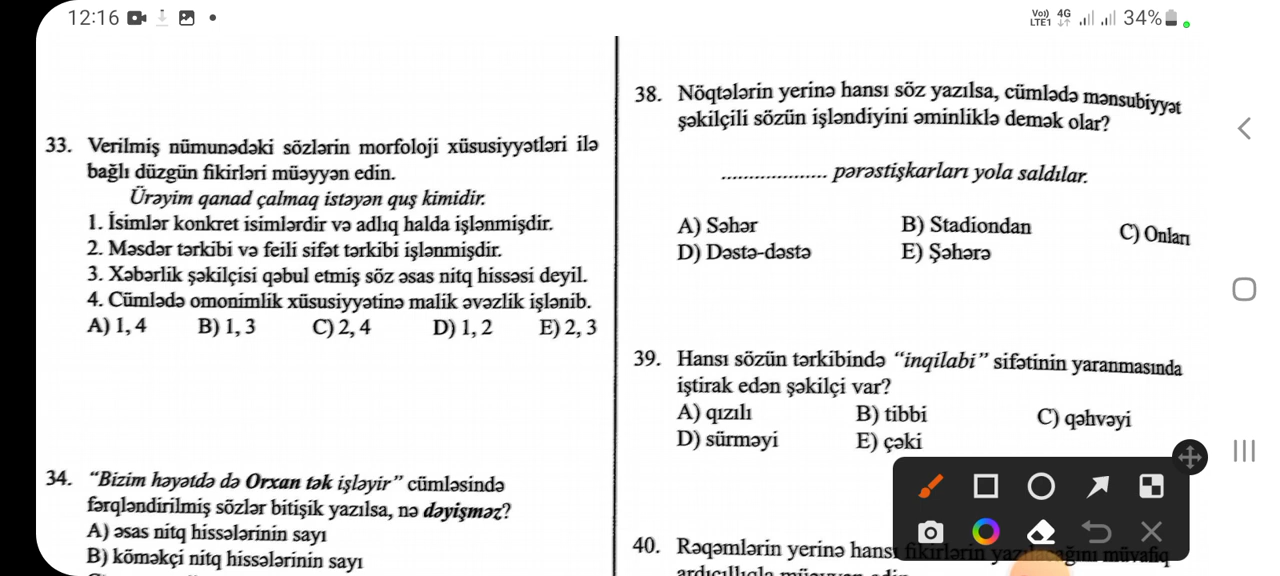 12:16
Vo)) 4G 34%
LTE1
33. Verilmiş nümunədəki sözlərin morfoloji xüsusiyyətləri ilə
bağlı düzgün fikirləri müəyyən edin.
Ürəyim qanad çalmaq istəyən quş kimidir.
1. İsimlər konkret isimlərdir və adlıq halda işlənmişdir.
2. Məsdər tərkibi və feili sifət tərkibi işlənmişdir.
3. Xəbərlik şəkilçisi qəbul etmiş söz əsas nitq hissəsi deyil.
4. Cümlədə omonimlik xüsusiyyətinə malik əvəzlik işlənib.
A) 1, 4 B) 1, 3 C) 2, 4 D) 1, 2 E) 2, 3
34. “Bizim həyətdə də Orxan tək işləyir” cümləsində
fərqləndirilmiş sözlər bitişik yazılsa, nə dəyişməz?
A) əsas nitq hissələrinin sayı
B) köməkçi nitq hissələrinin sayı
38. Nöqtələrin yerinə hansı söz yazılsa, cümlədə mənsubiyyət
şəkilçili sözün işləndiyini əminliklə demək olar?
................... pərəstişkarları yola saldılar.
A) Səhər B) Stadiondan C) Onları
D) Dəstə-dəstə E) Şəhərə
39. Hansı sözün tərkibində “inqilabi” sifətinin yaranmasında
iştirak edən şəkilçi var?
A) qızılı B) tibbi C) qəhvəyi
D) sürməyi E) çəki
40. Rəqəmlərin yerinə hansı fikirlərin yazılacağını müvafiq
ardıcıllıqla